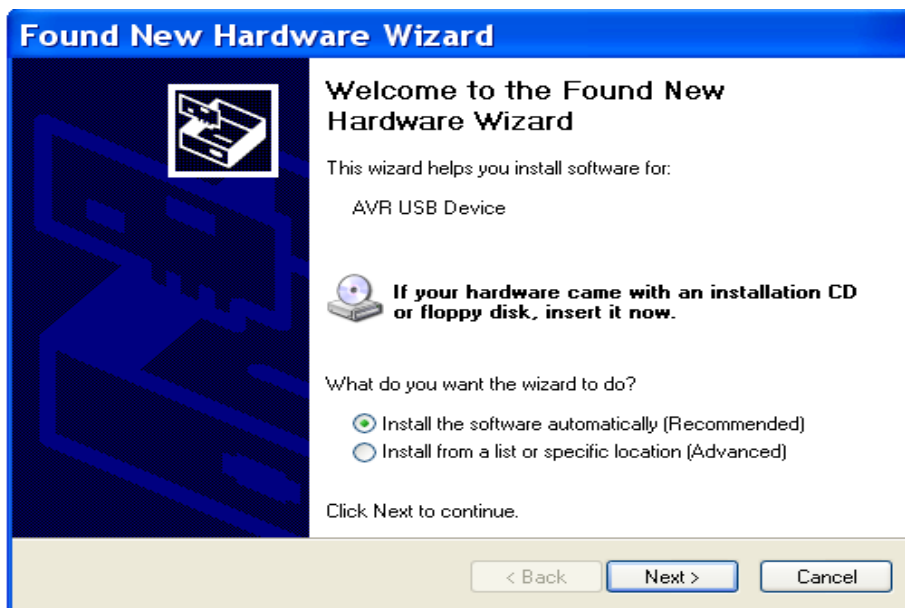 Found New Hardware Wizard
Welcome to the Found New
Hardware Wizard
This wizard helps you install software for:
AVR USB Device
If your hardware came with an installation CD
or floppy disk, insert it now.
What do you want the wizard to do?
Install the software automatically (Recommended)
Install from a list or specific location (Advanced)
Click Next to continue.
< Back Next > Cancel